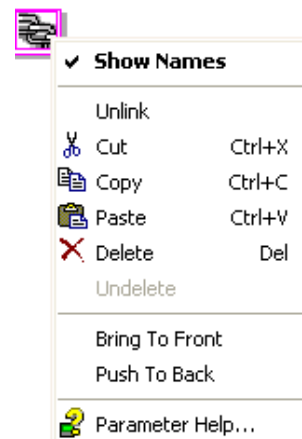 Show Names
Unlink
Cut Ctrl+X
Copy Ctrl+C
Paste Ctrl+V
Delete Del
Undelete
Bring To Front
Push To Back
Parameter Help...